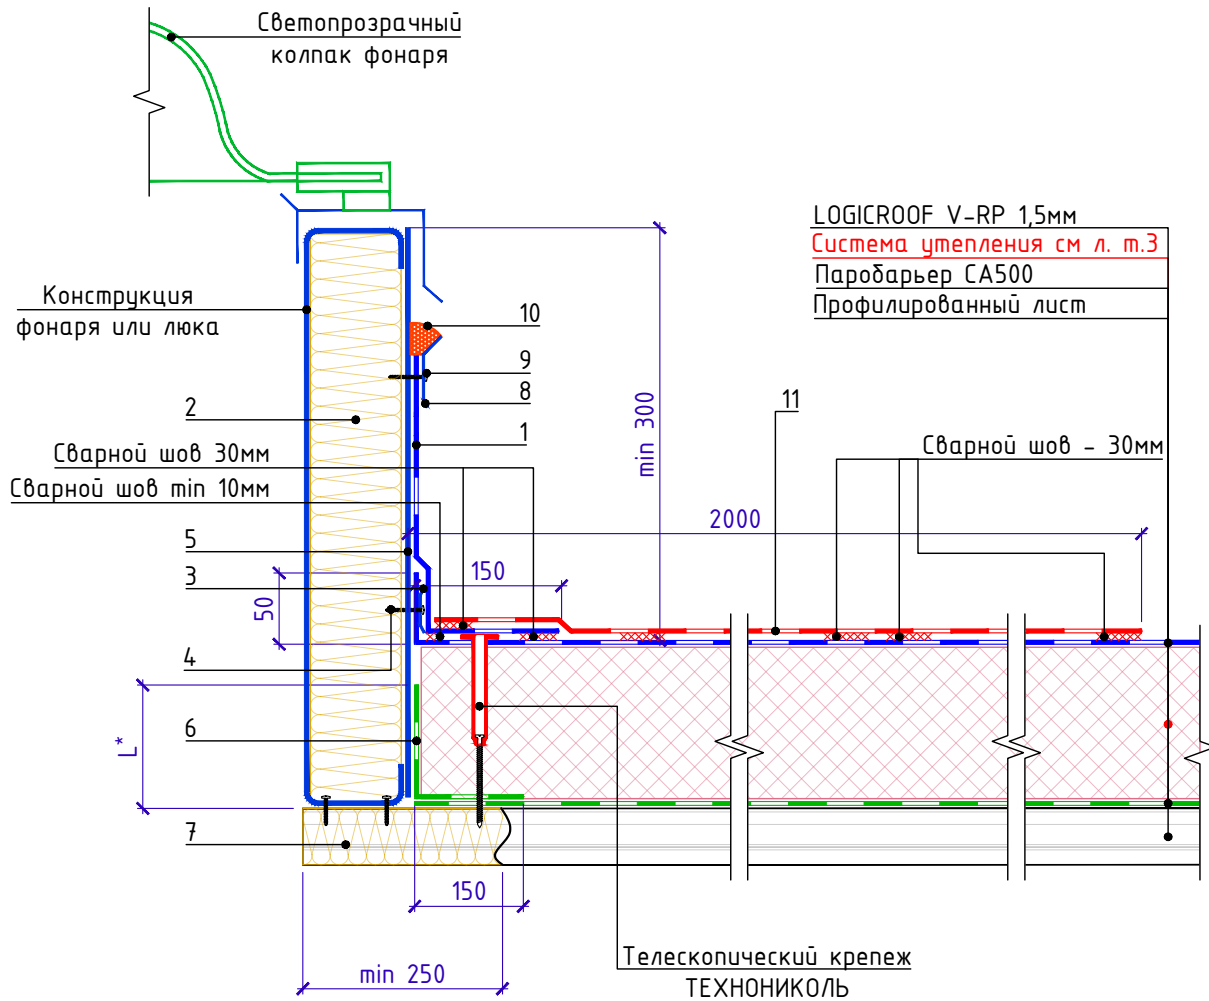 Светопрозрачный
колпак фонаря
LOGICROOF V-RP 1,5мм
Система утепления см л. т.3
Паробарьер СА500
Профилированный лист
Конструкция
фонаря или люка
10
9
8
11
2
1
min 300
Сварной шов 30мм
Сварной шов – 30мм
Сварной шов min 10мм
2000
5
3
150
50
4
6
L*
7
150
min 250
Телескопический крепеж
ТЕХНОНИКОЛЬ